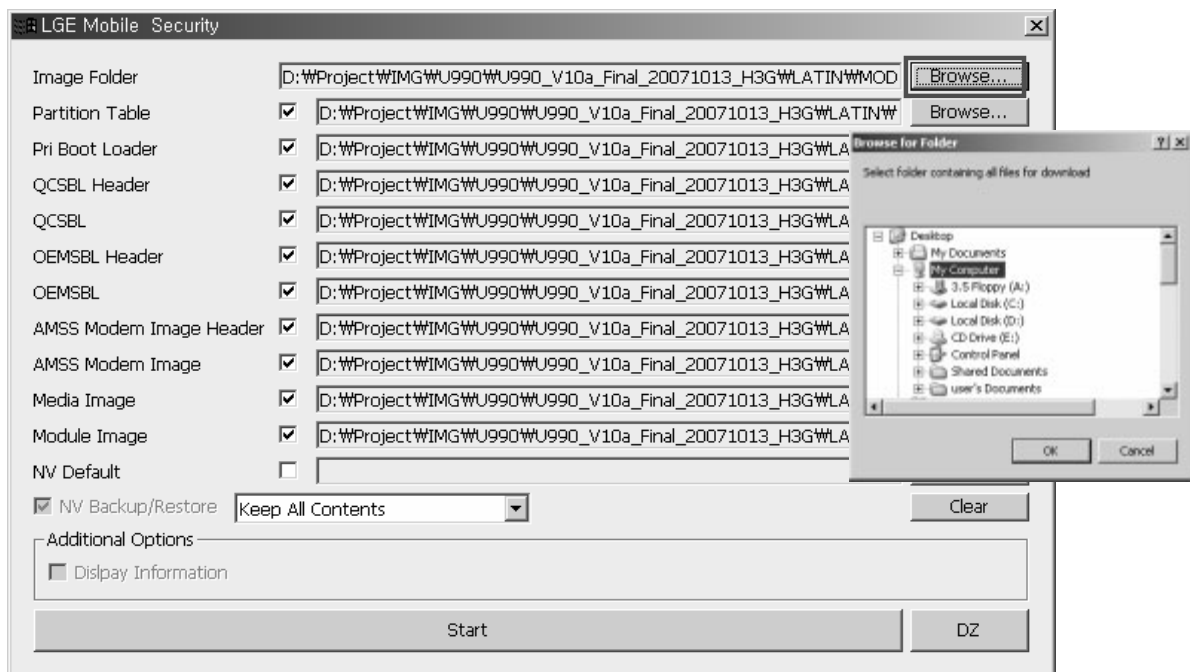 LGE Mobile Security
Image Folder D:₩Project₩IMG₩U990₩U990_V10a_Final_20071013_H3G₩LATIN₩MOD Browse...
Partition Table D:₩Project₩IMG₩U990₩U990_V10a_Final_20071013_H3G₩LATIN₩ Browse...
Pri Boot Loader D:₩Project₩IMG₩U990₩U990_V10a_Final_20071013_H3G₩LA
QCSBL Header D:₩Project₩IMG₩U990₩U990_V10a_Final_20071013_H3G₩LA
QCSBL D:₩Project₩IMG₩U990₩U990_V10a_Final_20071013_H3G₩LA
OEMSBL Header D:₩Project₩IMG₩U990₩U990_V10a_Final_20071013_H3G₩LA
OEMSBL D:₩Project₩IMG₩U990₩U990_V10a_Final_20071013_H3G₩LA
AMSS Modem Image Header D:₩Project₩IMG₩U990₩U990_V10a_Final_20071013_H3G₩LA
AMSS Modem Image D:₩Project₩IMG₩U990₩U990_V10a_Final_20071013_H3G₩LA
Media Image D:₩Project₩IMG₩U990₩U990_V10a_Final_20071013_H3G₩LA
Module Image D:₩Project₩IMG₩U990₩U990_V10a_Final_20071013_H3G₩LA
NV Default
NV Backup/Restore Keep All Contents Clear
Additional Options
Dislpay Information
Start DZ
Browse for Folder
Select folder containing all files for download
Desktop
My Documents
My Computer
3.5 Floppy (A:)
Local Disk (C:)
Local Disk (D:)
CD Drive (E:)
Control Panel
Shared Documents
user's Documents
OK Cancel